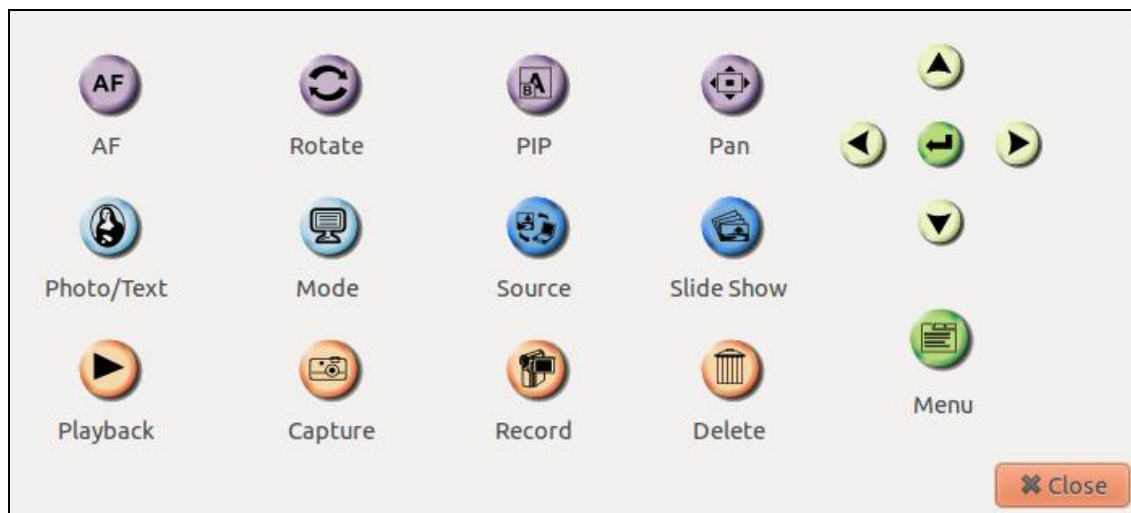 AF
AF Rotate PIP Pan
Photo/Text Mode Source Slide Show
Playback Capture Record Delete
Menu
Close